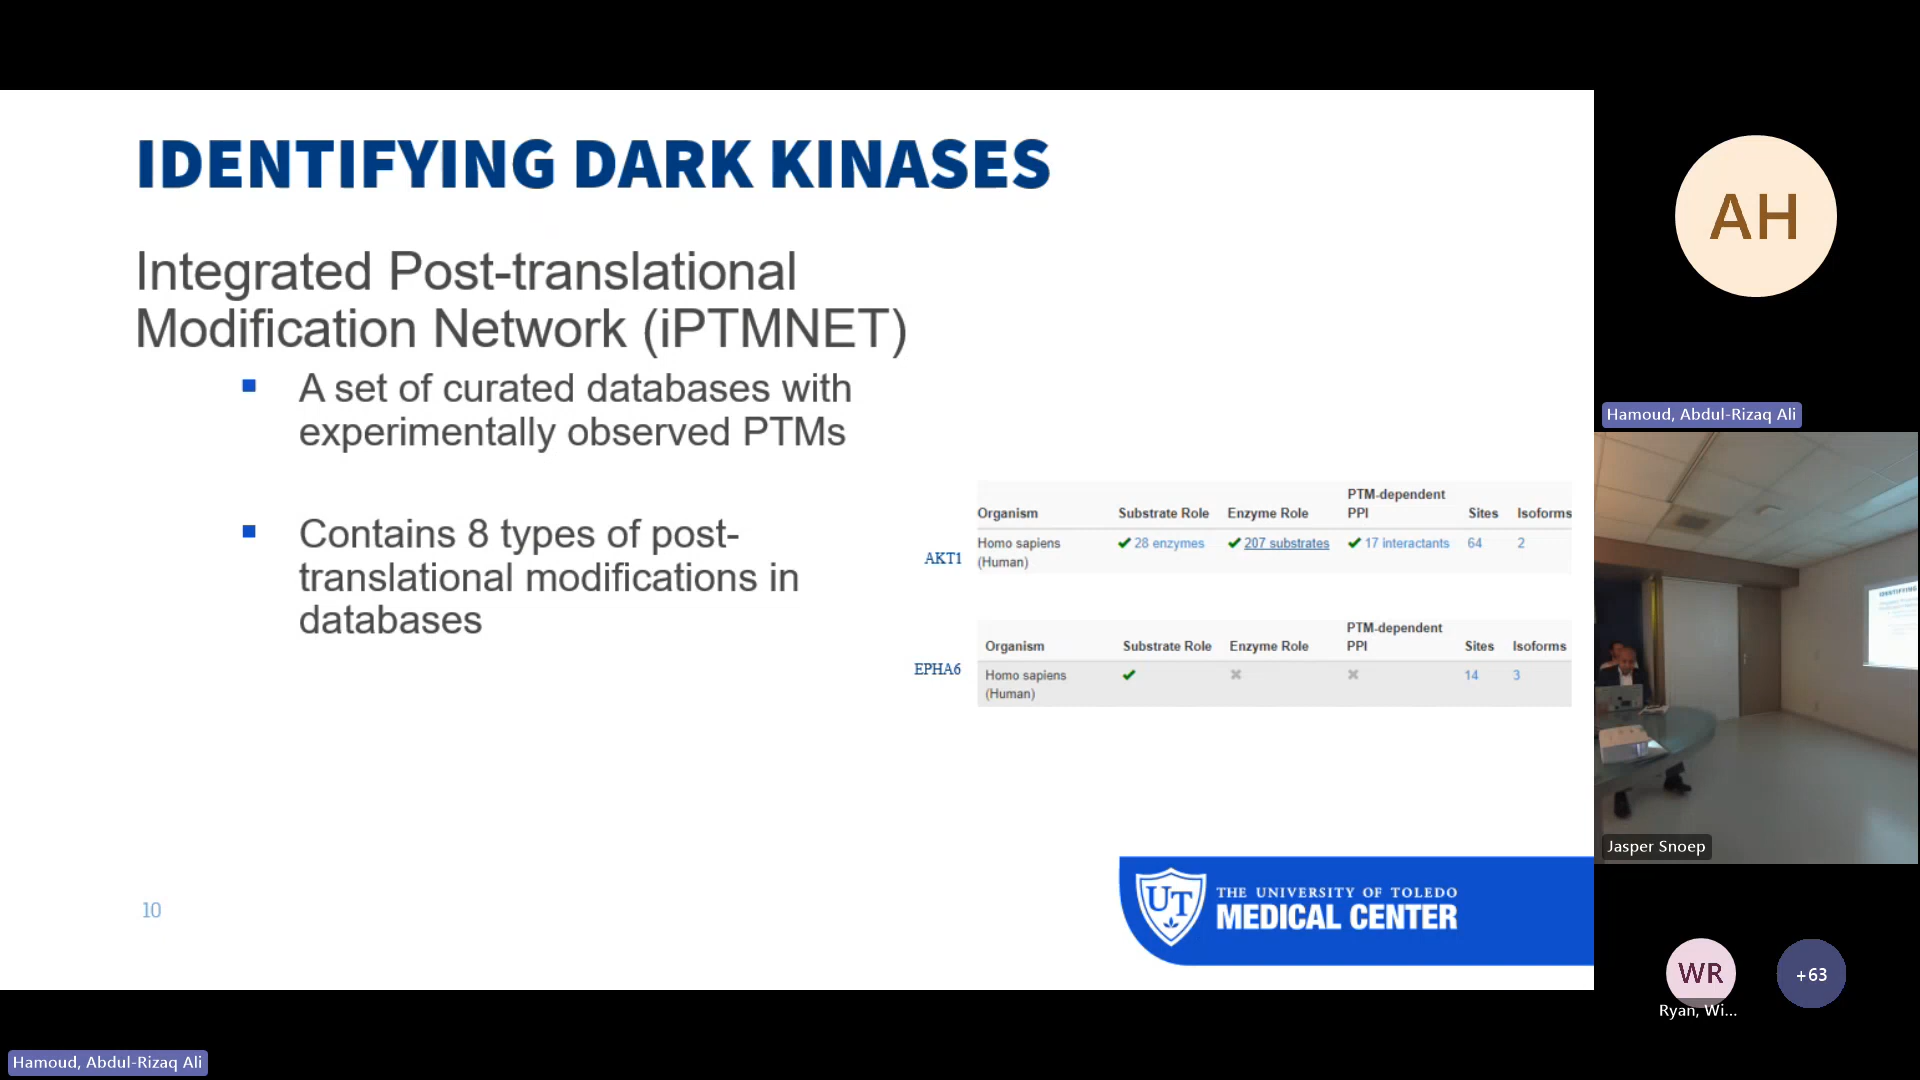 IDENTIFYING DARK KINASES
Integrated Post-translational
Modification Network (iPTMNET)
A set of curated databases with
experimentally observed PTMs
Contains 8 types of post-
translational modifications in
databases
AKT1
Organism Substrate Role Enzyme Role PTM-dependent PPI Sites Isoforms
Homo sapiens (Human) ✔ 28 enzymes ✔ 207 substrates ✔ 17 interactants 64 2
EPHA6
Organism Substrate Role Enzyme Role PTM-dependent PPI Sites Isoforms
Homo sapiens (Human) ✔ ✖ ✖ 14 3
10
UT
THE UNIVERSITY OF TOLEDO
MEDICAL CENTER
AH
Hamoud, Abdul-Rizaq Ali
Jasper Snoep
WR
Ryan, Wi...
+63
Hamoud, Abdul-Rizaq Ali